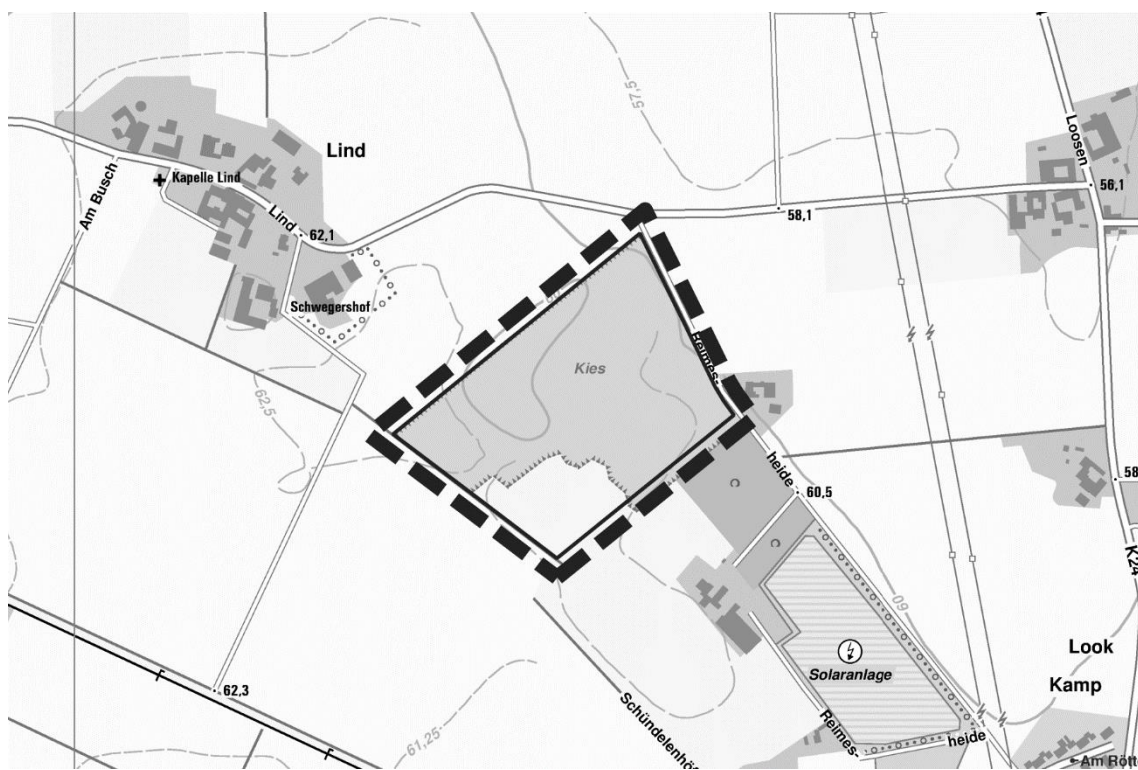 57,5
Loosen
Lind
Kapelle Lind
Am Busch
56,1
58,1
Lind
62,1
Schwegershof
Reimes-
Kies
62,5
heide
58
60,5
K24
60
Look
Solaranlage
Kamp
62,3
Schündelenhö
Reimes-
61,25
heide
Am Rött